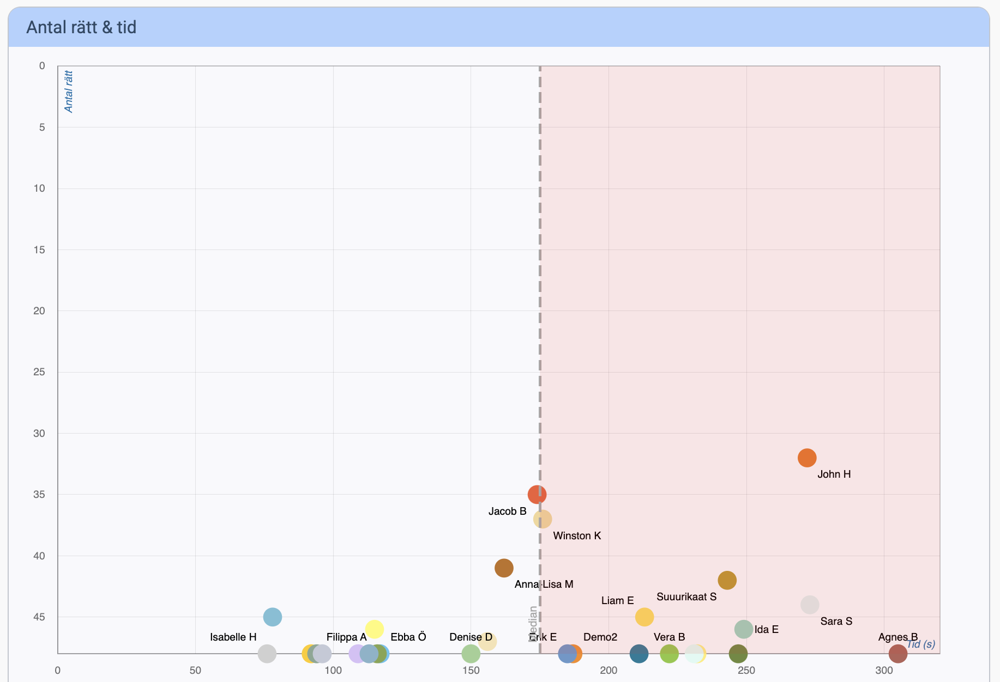 Antal rätt & tid
0
Antal rätt
5
10
15
20
25
30
John H
35
Jacob B
Winston K
40
Anna-Lisa M
Suuurikaat S
Liam E
Median
45
Sara S
Ida E
Isabelle H
Filippa A
Ebba Ö
Denise D
Erik E
Demo2
Vera B
Agnes B
Tid (s)
0
50
100
150
200
250
300